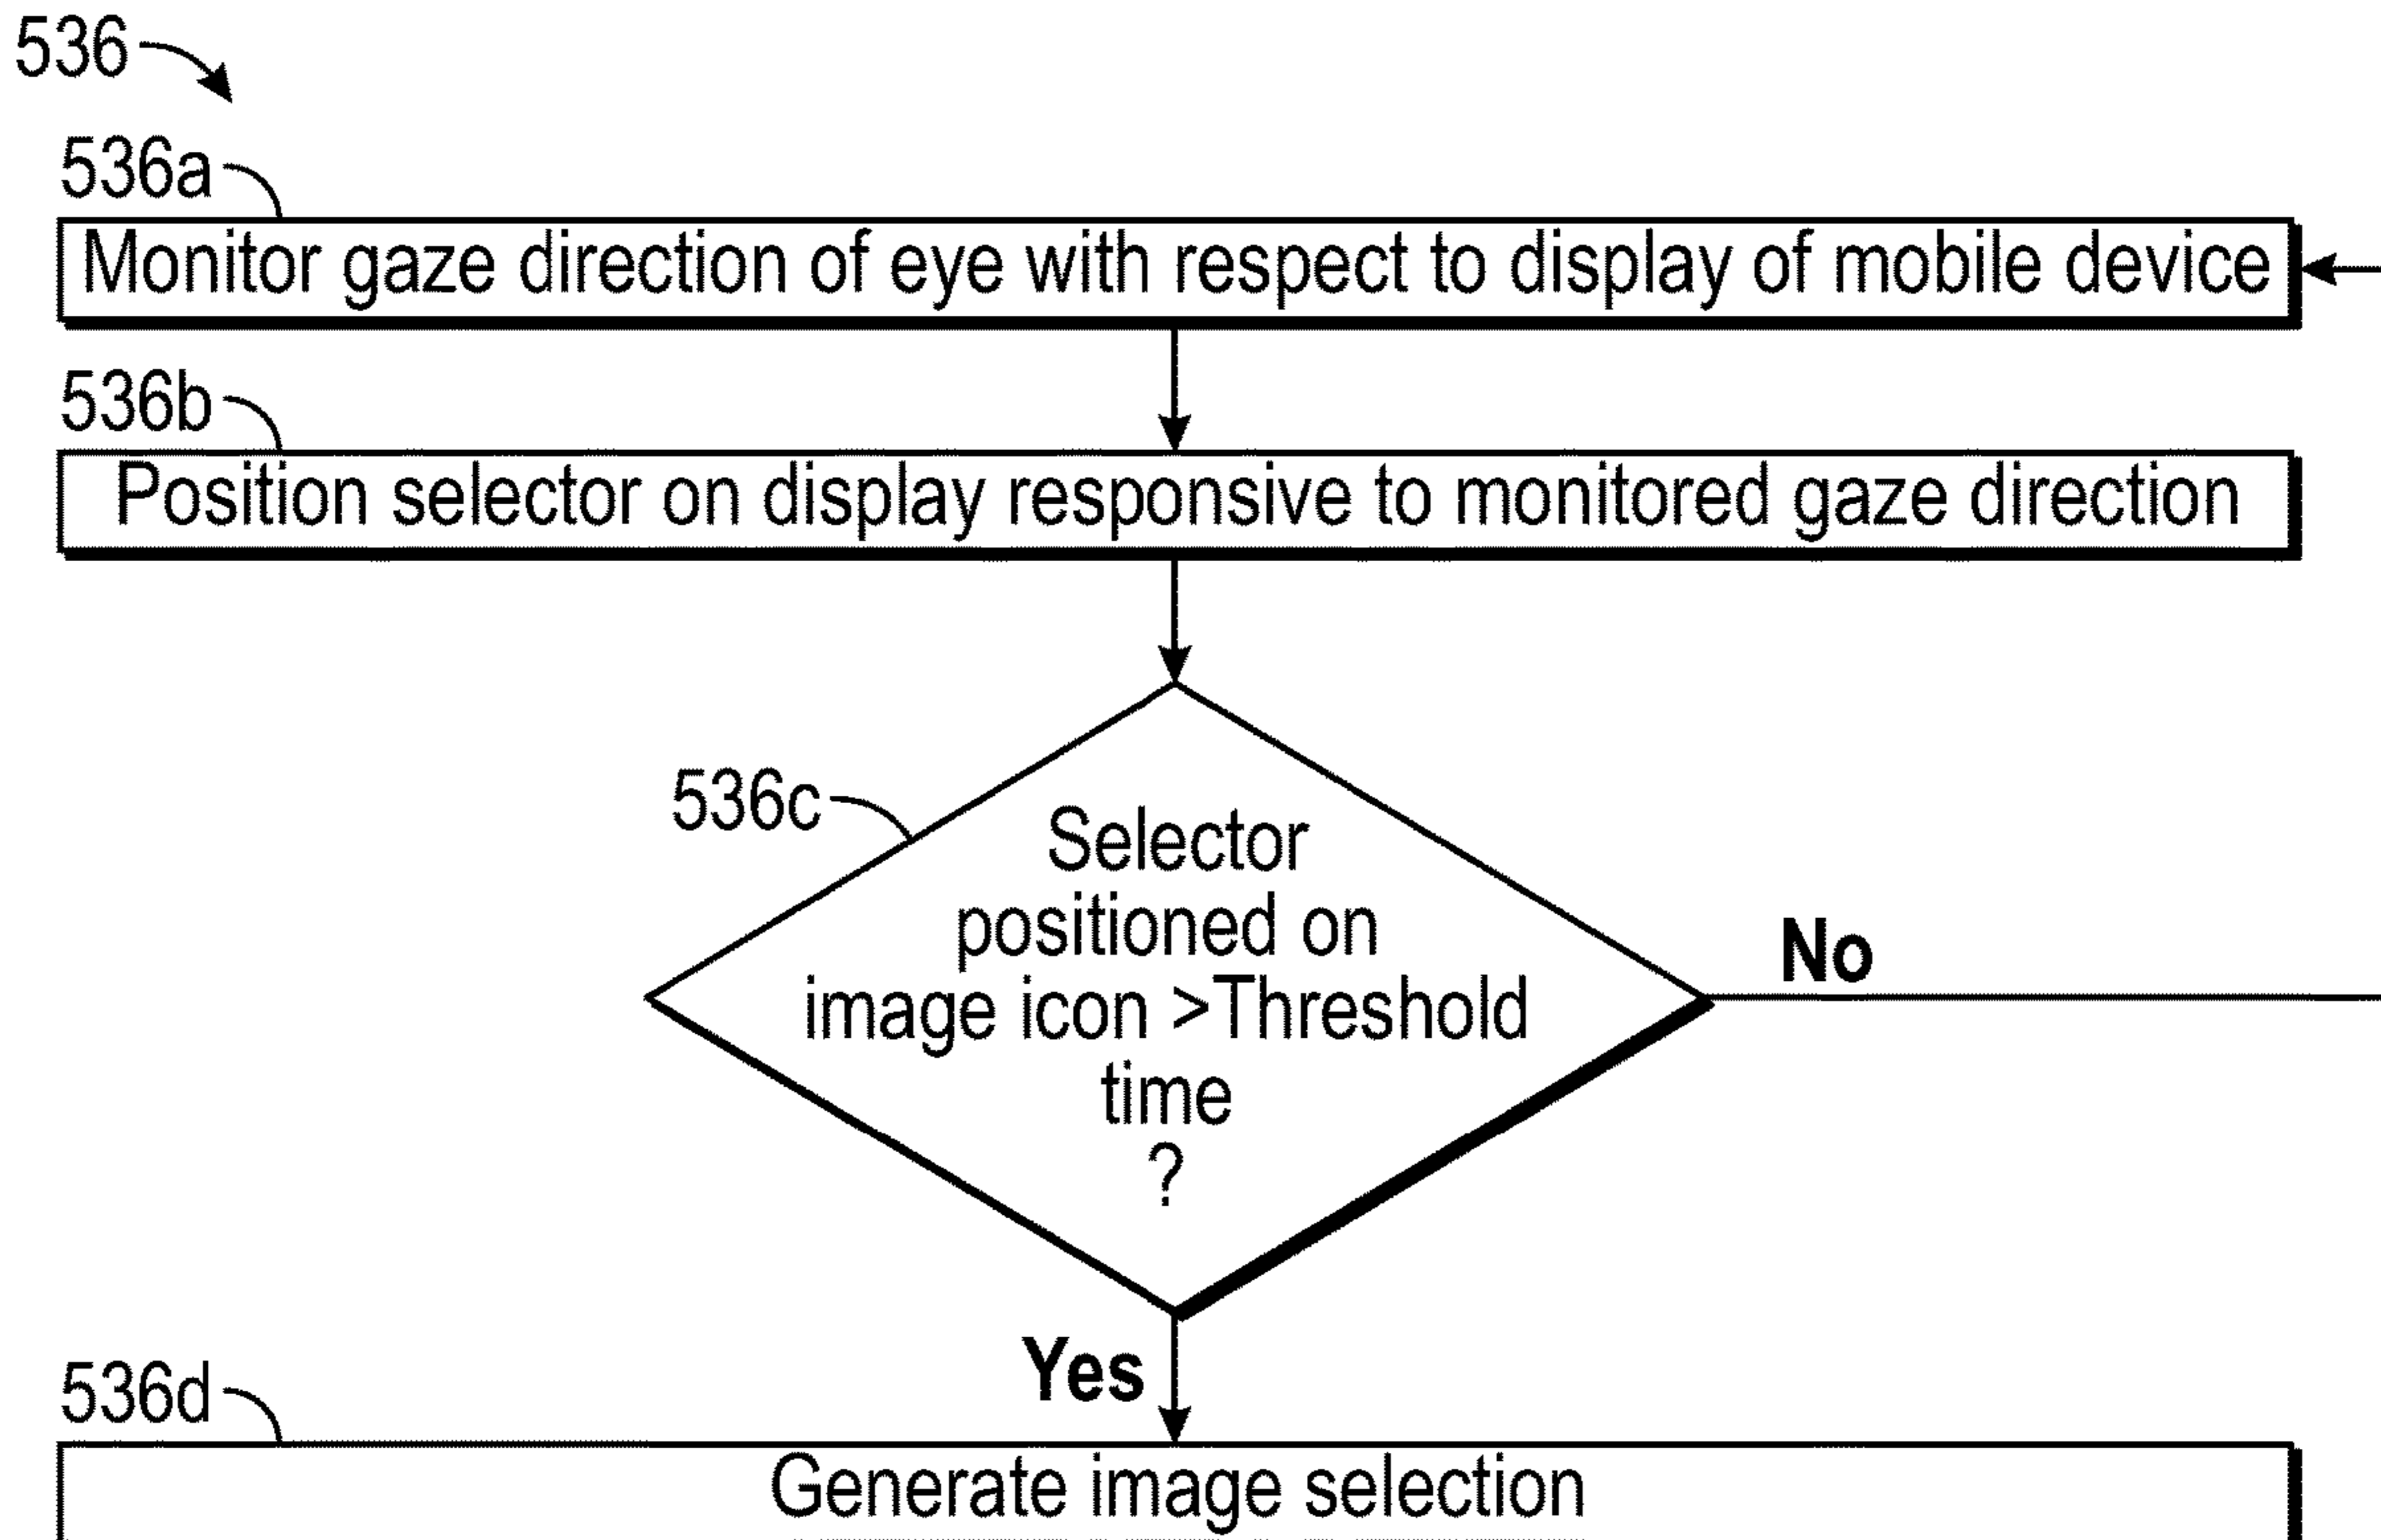 536
536a
Monitor gaze direction of eye with respect to display of mobile device
536b
Position selector on display responsive to monitored gaze direction
536c
Selector
positioned on
image icon >Threshold
time
?
No
Yes
536d
Generate image selection